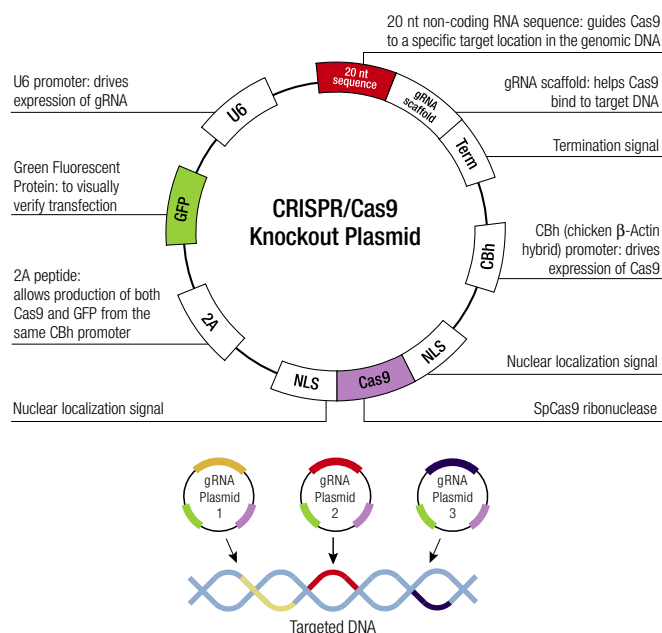 20 nt non-coding RNA sequence: guides Cas9
to a specific target location in the genomic DNA
U6 promoter: drives
expression of gRNA
gRNA scaffold: helps Cas9
bind to target DNA
Termination signal
Green Fluorescent
Protein: to visually
verify transfection
CBh (chicken β-Actin
hybrid) promoter: drives
expression of Cas9
2A peptide:
allows production of both
Cas9 and GFP from the
same CBh promoter
Nuclear localization signal
Nuclear localization signal
SpCas9 ribonuclease
CRISPR/Cas9
Knockout Plasmid
20 nt
sequence
gRNA
scaffold
Term
CBh
NLS
Cas9
NLS
2A
GFP
U6
gRNA
Plasmid
1
gRNA
Plasmid
2
gRNA
Plasmid
3
Targeted DNA